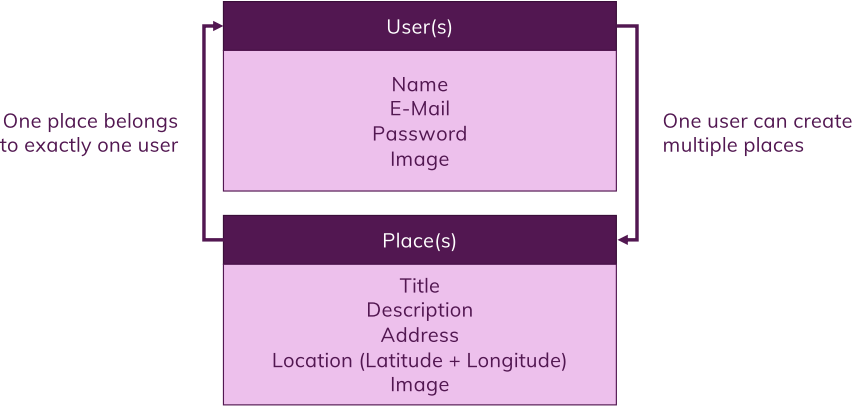 User(s)
Name
E-Mail
Password
Image
One place belongs
to exactly one user
One user can create
multiple places
Place(s)
Title
Description
Address
Location (Latitude + Longitude)
Image